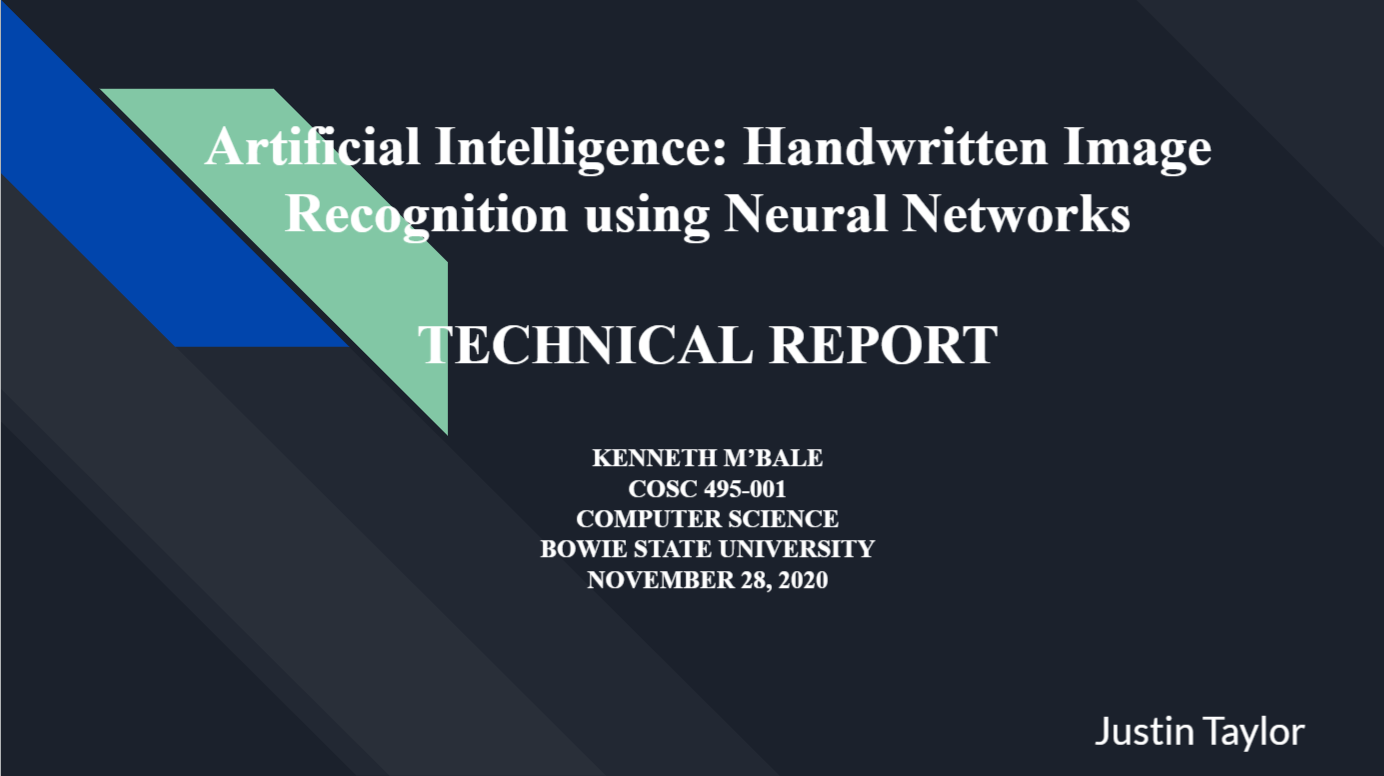 Artificial Intelligence: Handwritten Image
Recognition using Neural Networks
TECHNICAL REPORT
KENNETH M’BALE
COSC 495-001
COMPUTER SCIENCE
BOWIE STATE UNIVERSITY
NOVEMBER 28, 2020
Justin Taylor